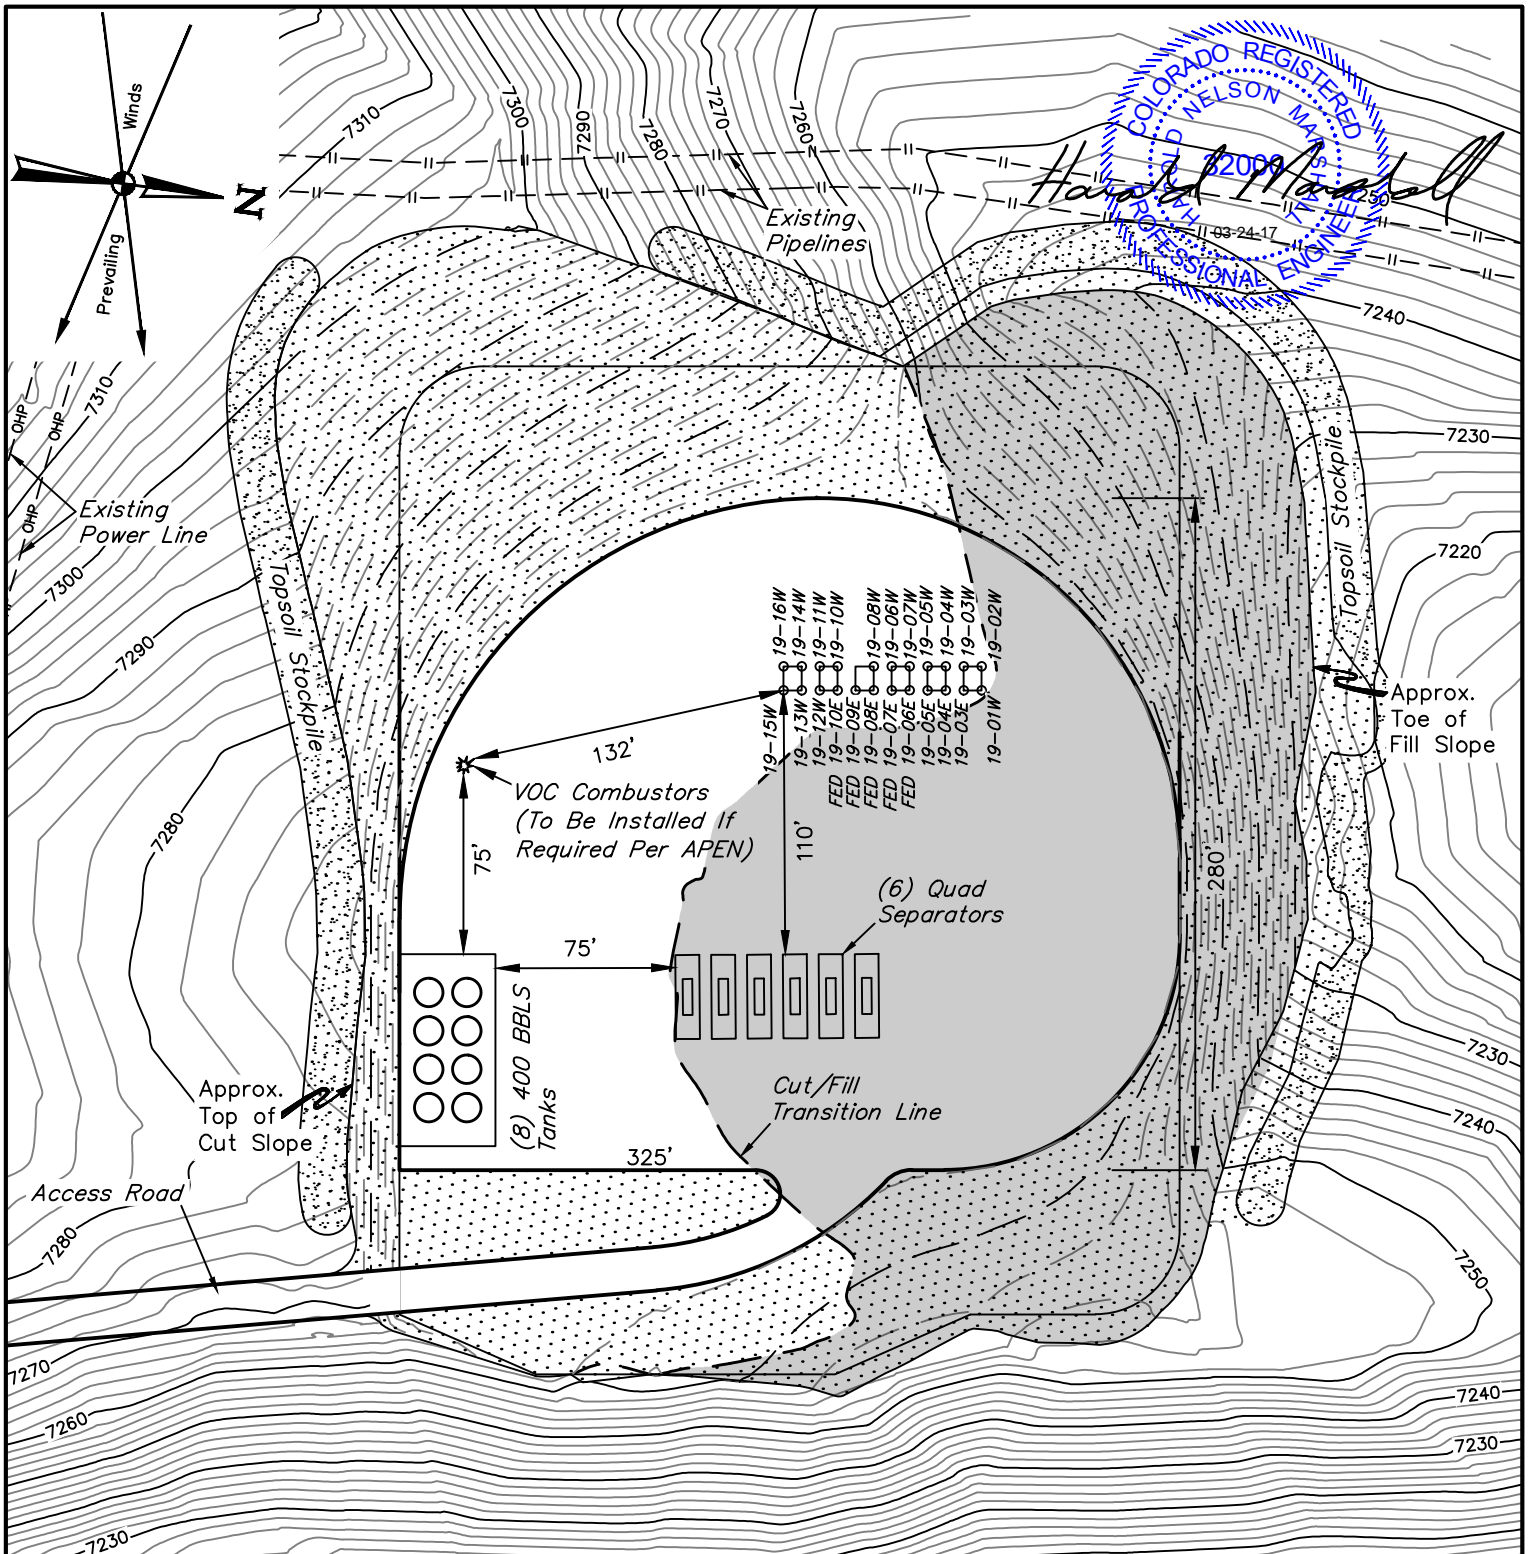 Winds
Prevailing
N
7310
7300
7290
7280
7270
7260
COLORADO REGISTERED
HAROLD NELSON MARSHALL
32000
PROFESSIONAL ENGINEER
03-24-17
Harold Marshall
7250
7240
Existing
Pipelines
OHP
OHP
OHP
7310
Existing
Power Line
7300
7290
7280
Topsoil Stockpile
Topsoil Stockpile
7230
7220
19-16W
19-14W
19-11W
19-10W
19-08W
19-06W
19-07W
19-05W
19-04W
19-03W
19-02W
19-15W
19-13W
19-12W
FED 19-10E
FED 19-09E
FED 19-08E
FED 19-07E
FED 19-06E
19-05E
19-04E
19-03E
19-01W
132'
VOC Combustors
(To Be Installed If
Required Per APEN)
75'
110'
280'
Approx.
Toe of
Fill Slope
(6) Quad
Separators
75'
(8) 400 BBLS
Tanks
Cut/Fill
Transition Line
325'
Approx.
Top of
Cut Slope
Access Road
7280
7270
7260
7230
7230
7240
7250
7240
7230